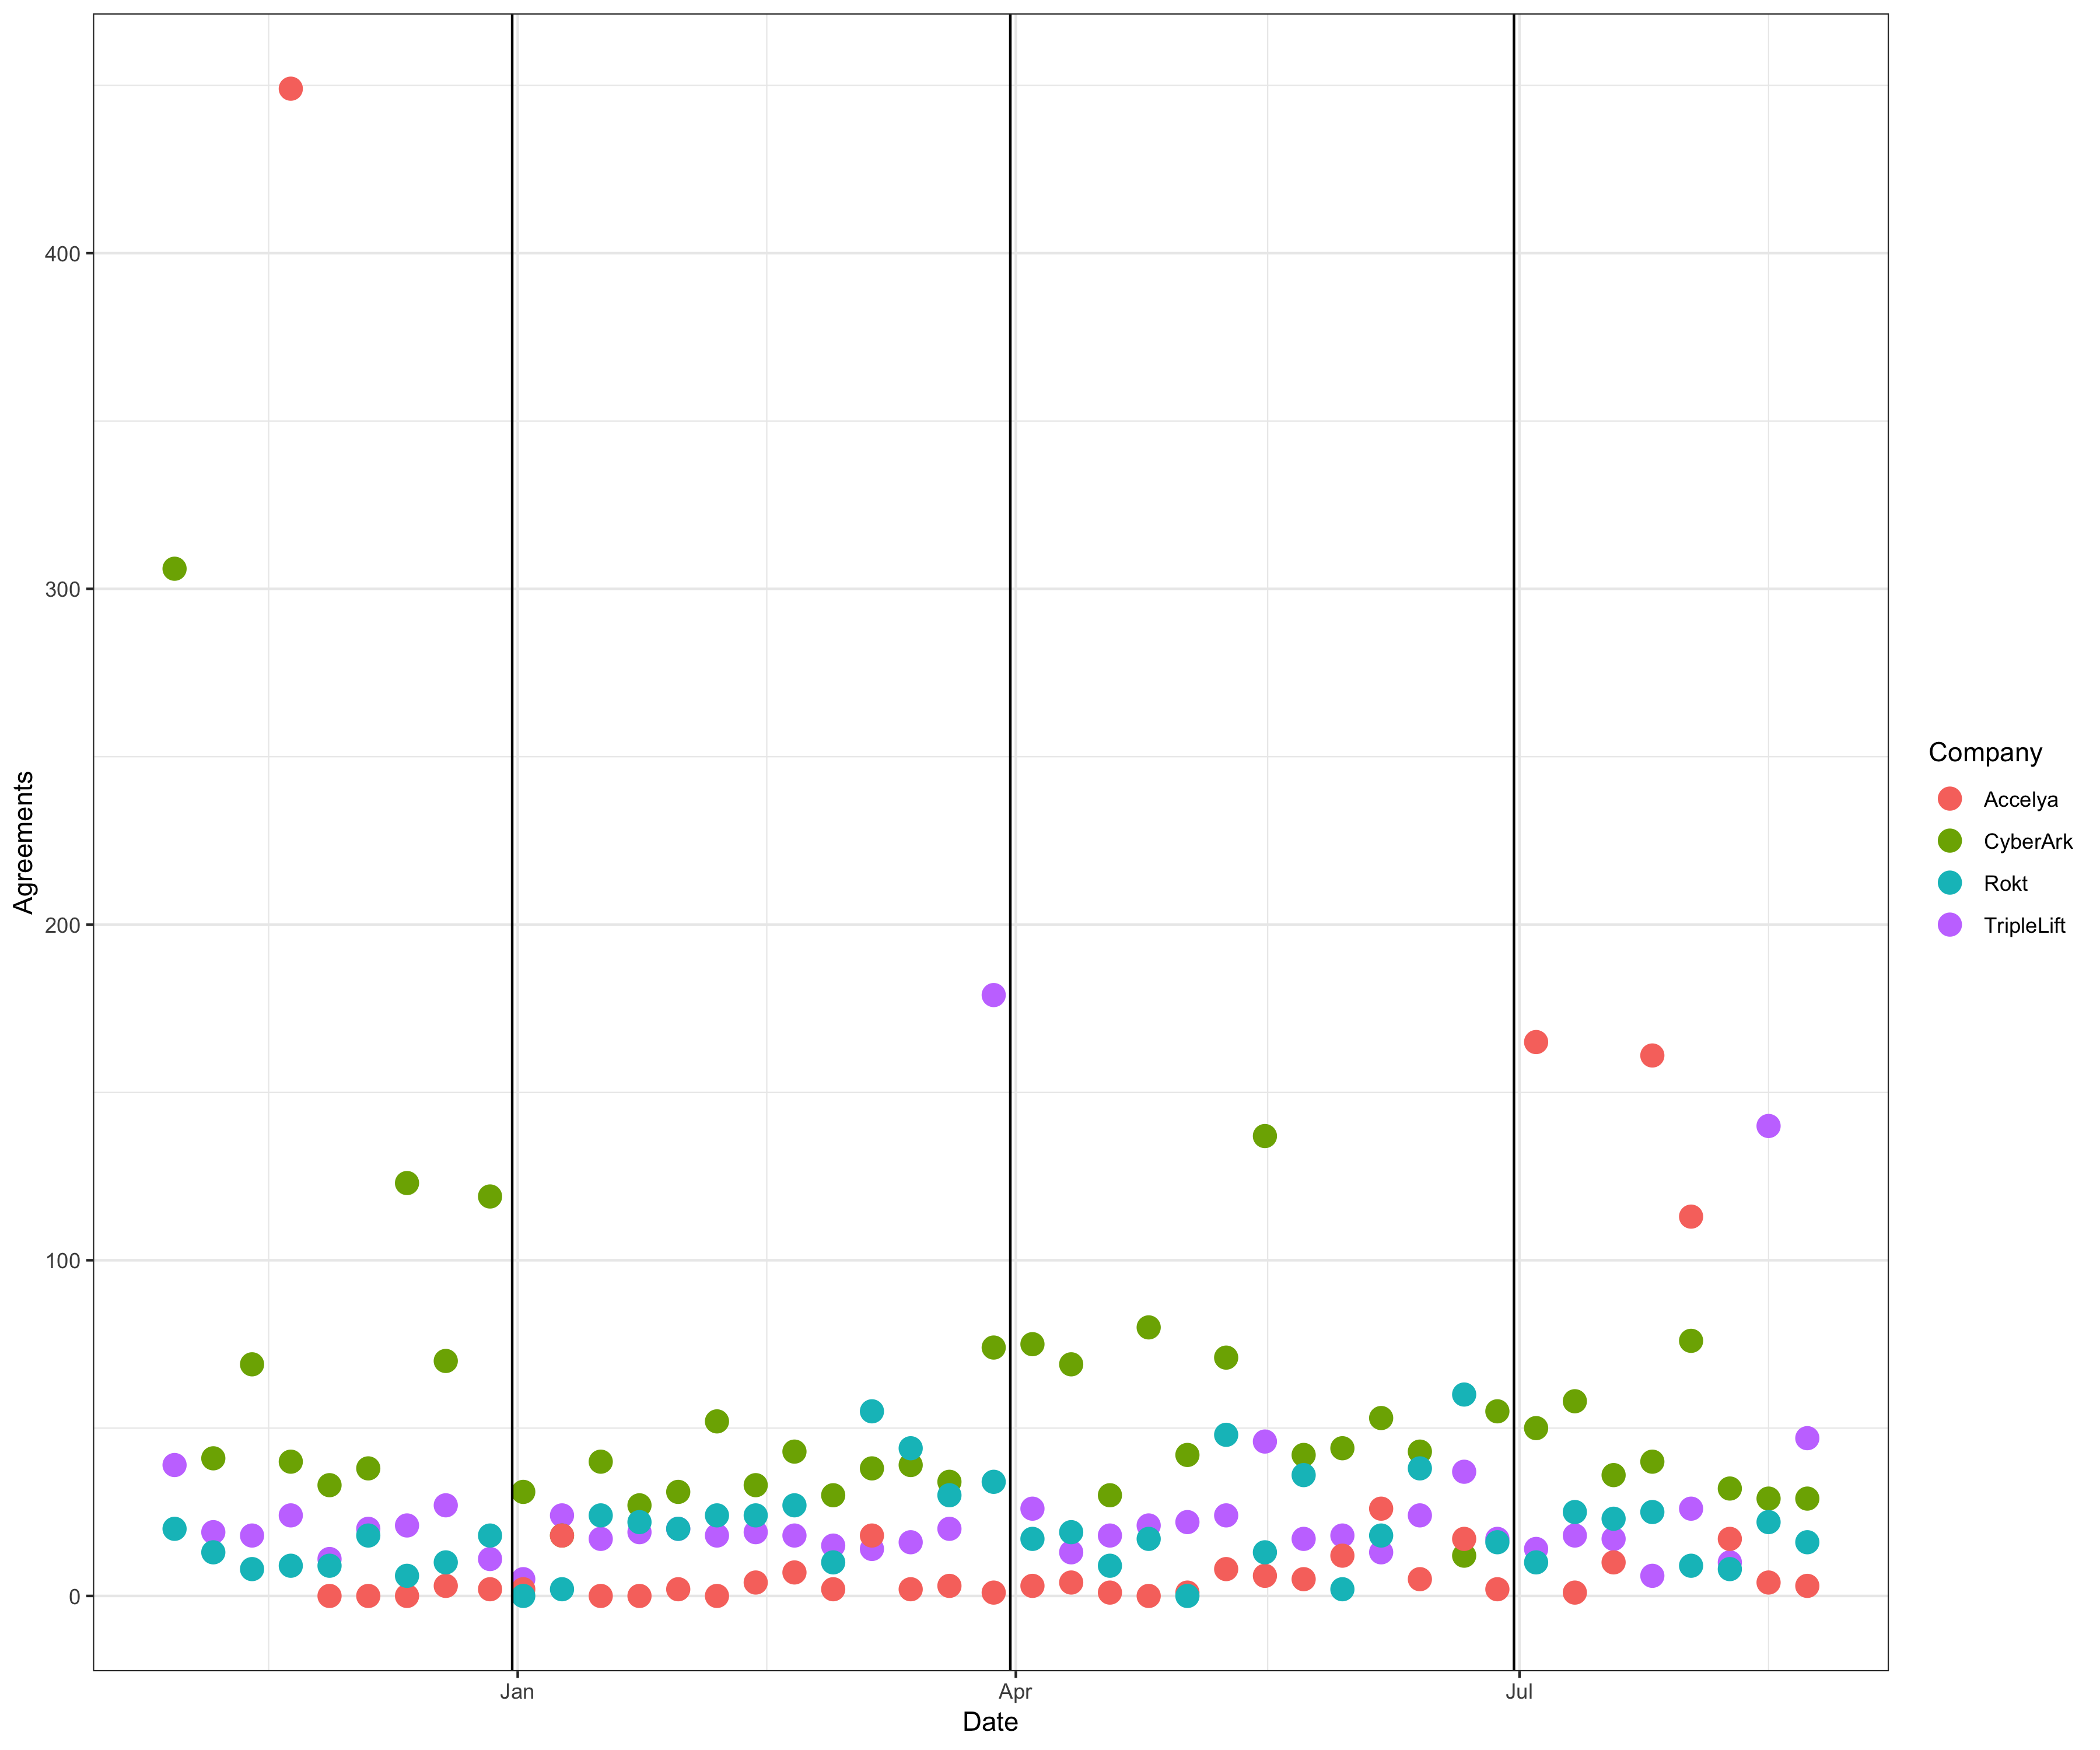 Agreements
400
300
200
100
0
Jan
Apr
Jul
Date
Company
Accelya
CyberArk
Rokt
TripleLift